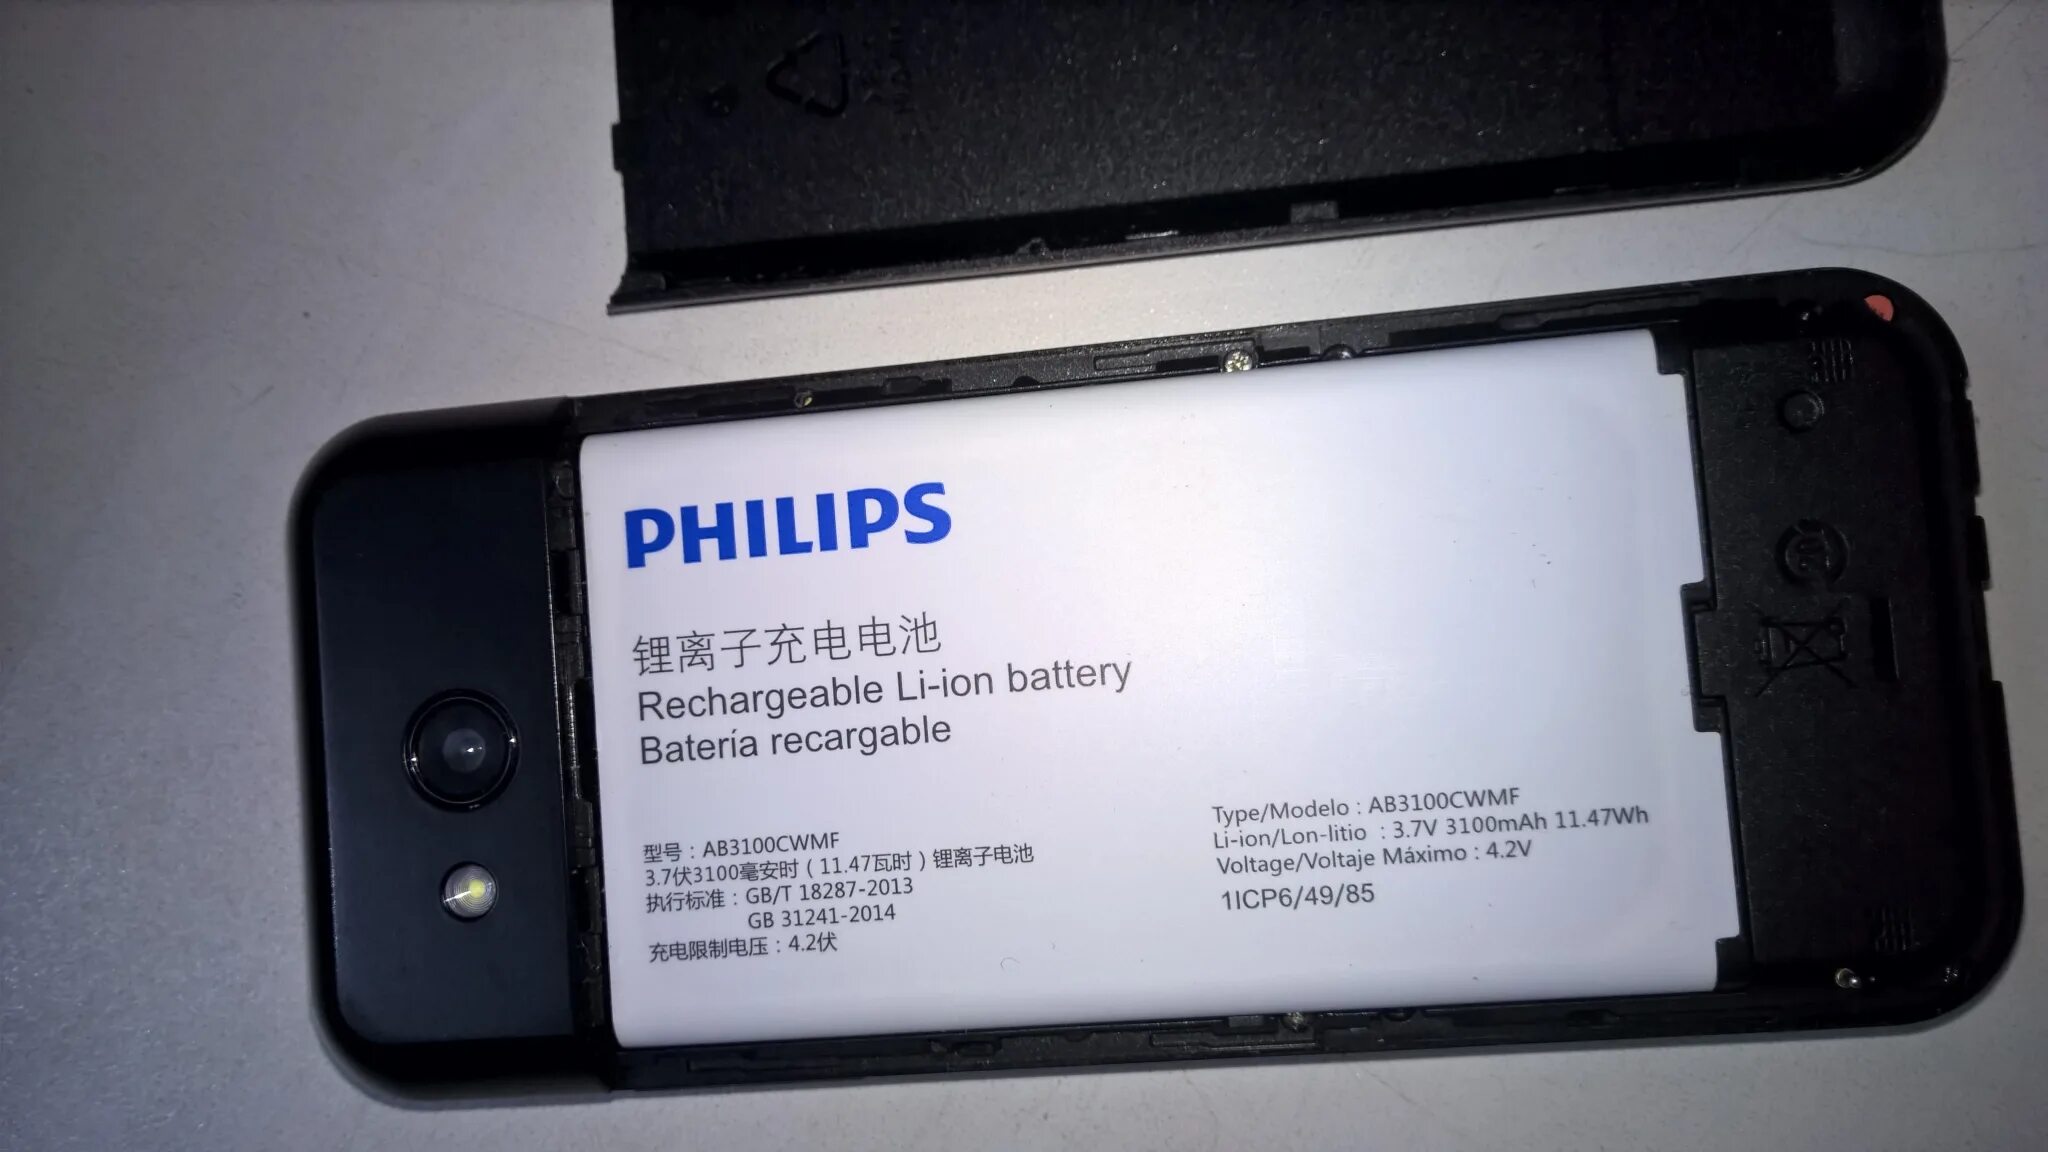 PHILIPS
锂离子充电电池
Rechargeable Li-ion battery
Batería recargable
型号：AB3100CWMF
3.7伏3100毫安时（11.47瓦时）锂离子电池
执行标准：GB/T 18287-2013
GB 31241-2014
充电限制电压：4.2伏
Type/Modelo : AB3100CWMF
Li-ion/Lon-litio : 3.7V 3100mAh 11.47Wh
Voltage/Voltaje Máximo : 4.2V
1ICP6/49/85
20